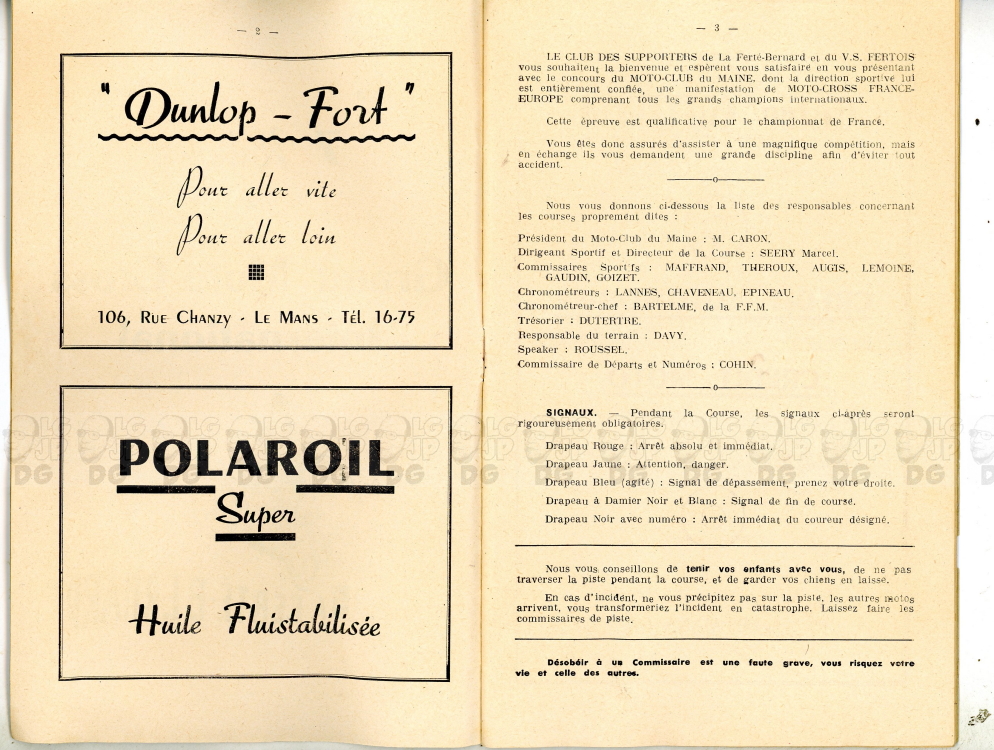 — 2 —
" Dunlop - Fort "
Pour aller vite
Pour aller loin
106, Rue Chanzy - Le Mans - Tél. 16-75
POLAROIL
Super
Huile Fluistabilisée
— 3 —
LE CLUB DES SUPPORTERS de La Ferté-Bernard et du V.S. FERTOIS
vous souhaitent la bienvenue et espèrent vous satisfaire en vous présentant
avec le concours du MOTO-CLUB du MAINE, dont la direction sportive lui
est entièrement confiée, une manifestation de MOTO-CROSS FRANCE-
EUROPE comprenant tous les grands champions internationaux.
Cette épreuve est qualificative pour le championnat de France.
Vous êtes donc assurés d'assister à une magnifique compétition, mais
en échange ils vous demandent une grande discipline afin d'éviter tout
accident.
Nous vous donnons ci-dessous la liste des responsables concernant
les courses proprement dites :
Président du Moto-Club du Maine : M. CARON.
Dirigeant Sportif et Directeur de la Course : SEERY Marcel.
Commissaires Sportifs : MAFFRAND, THEROUX, AUGIS, LEMOINE,
GAUDIN, GOIZET.
Chronométreurs : LANNES, CHAVENEAU, EPINEAU.
Chronométreur-chef : BARTELME, de la F.F.M.
Trésorier : DUTERTRE.
Responsable du terrain : DAVY.
Speaker : ROUSSEL.
Commissaire de Départs et Numéros : COHIN.
SIGNAUX. — Pendant la Course, les signaux ci-après seront
rigoureusement obligatoires.
Drapeau Rouge : Arrêt absolu et immédiat.
Drapeau Jaune : Attention, danger.
Drapeau Bleu (agité) : Signal de dépassement, prenez votre droite.
Drapeau à Damier Noir et Blanc : Signal de fin de course.
Drapeau Noir avec numéro : Arrêt immédiat du coureur désigné.
Nous vous conseillons de tenir vos enfants avec vous, de ne pas
traverser la piste pendant la course, et de garder vos chiens en laisse.
En cas d'incident, ne vous précipitez pas sur la piste, les autres motos
arrivent, vous transformeriez l'incident en catastrophe. Laissez faire les
commissaires de piste.
Désobéir à un Commissaire est une faute grave, vous risquez votre
vie et celle des autres.